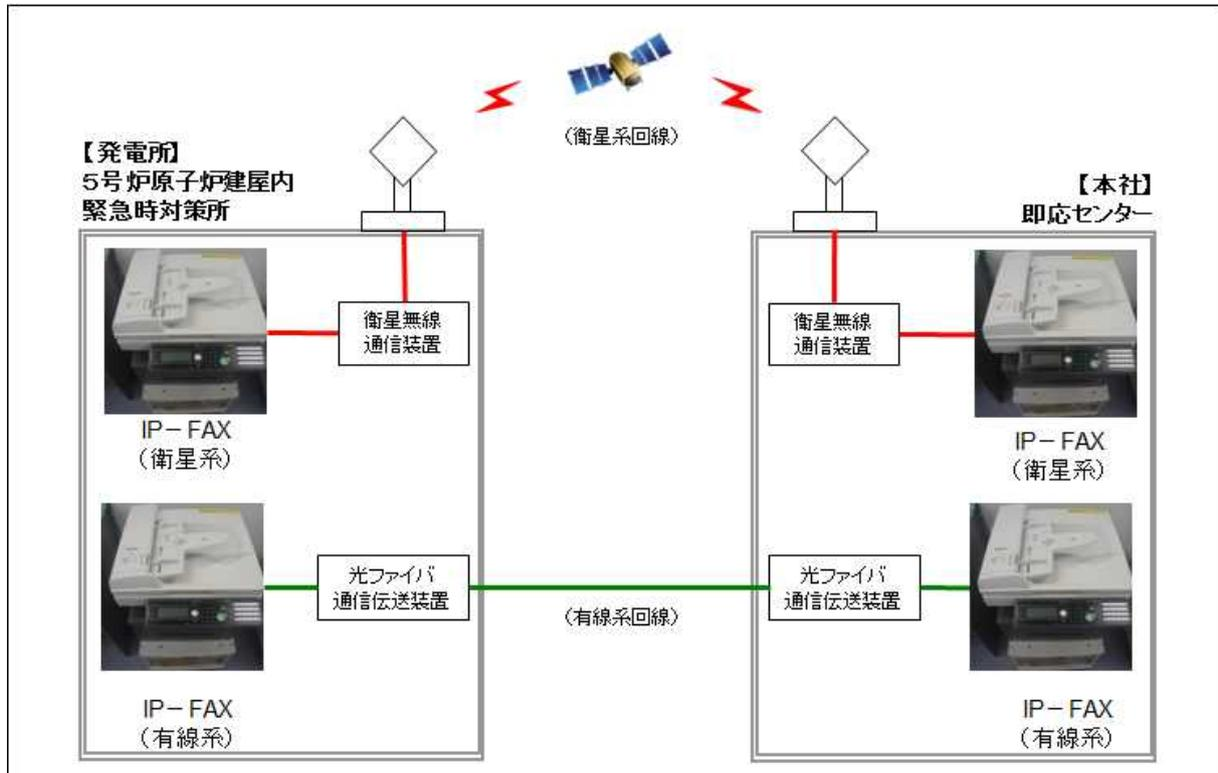 （衛星系回線）
【発電所】
５号炉原子炉建屋内
緊急時対策所
【本社】
即応センター
衛星無線
通信装置
衛星無線
通信装置
IP－FAX
（衛星系）
IP－FAX
（衛星系）
光ファイバ
通信伝送装置
（有線系回線）
光ファイバ
通信伝送装置
IP－FAX
（有線系）
IP－FAX
（有線系）